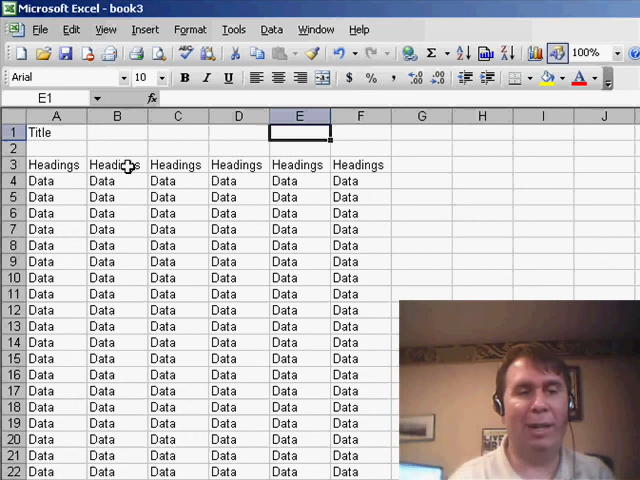 Microsoft Excel - book3
File Edit View Insert Format Tools Data Window Help
Σ 100%
Arial 10 B I U $ % ,
E1 fx
A B C D E F G H I J
1 Title
2
3 Headings Headings Headings Headings Headings Headings
4 Data Data Data Data Data Data
5 Data Data Data Data Data Data
6 Data Data Data Data Data Data
7 Data Data Data Data Data Data
8 Data Data Data Data Data Data
9 Data Data Data Data Data Data
10 Data Data Data Data Data Data
11 Data Data Data Data Data Data
12 Data Data Data Data Data Data
13 Data Data Data Data Data Data
14 Data Data Data Data Data Data
15 Data Data Data Data Data Data
16 Data Data Data Data Data Data
17 Data Data Data Data Data Data
18 Data Data Data Data Data Data
19 Data Data Data Data Data Data
20 Data Data Data Data Data Data
21 Data Data Data Data Data Data
22 Data Data Data Data Data Data